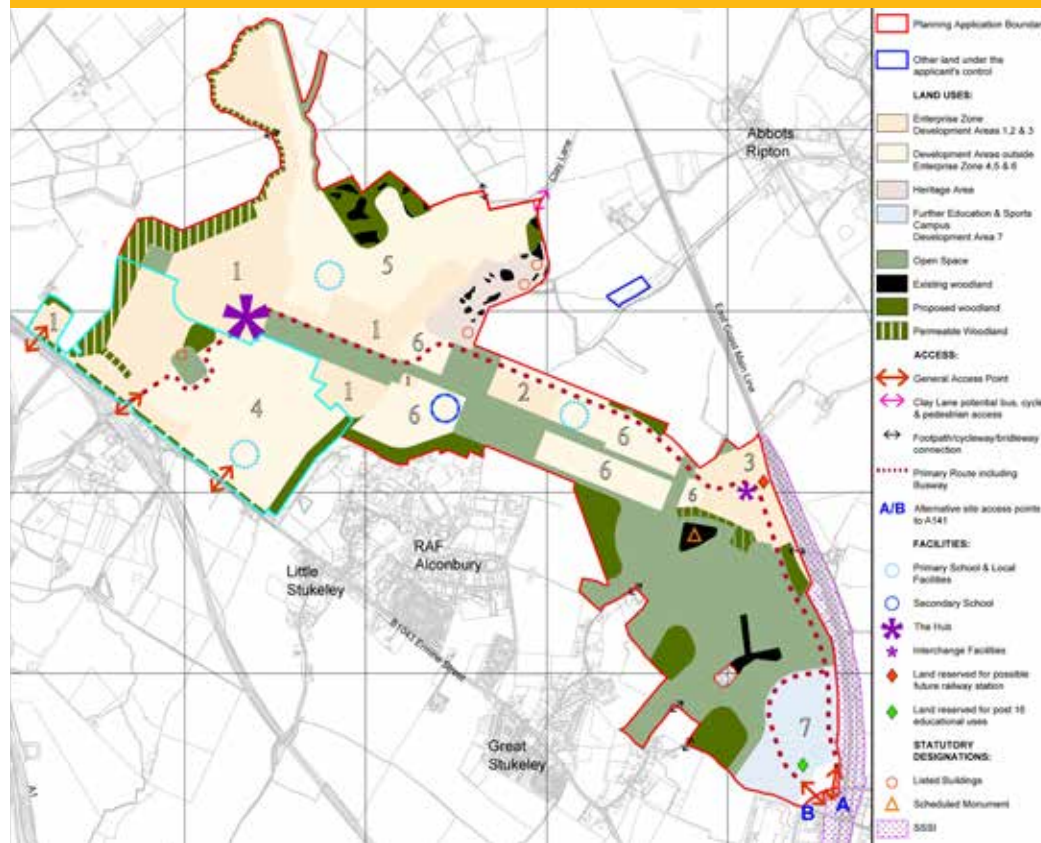 Planning Application Boundar
Other land under the
applicant's control
LAND USES:
Enterprise Zone
Development Areas 1,2 & 3
Development Areas outside
Enterprise Zone 4,5 & 6
Heritage Area
Further Education & Sports
Campus
Development Area 7
Open Space
Existing woodland
Proposed woodland
Permeable Woodland
ACCESS:
General Access Point
Clay Lane potential bus, cycle
& pedestrian access
Footpath/cycleway/bridleway
connection
Primary Route including
Busway
A/B
Alternative site access points
to A141
FACILITIES:
Primary School & Local
Facilities
Secondary School
The Hub
Interchange Facilities
Land reserved for possible
future railway station
Land reserved for post 16
educational uses
STATUTORY
DESIGNATIONS:
Listed Buildings
Scheduled Monument
SSSI
Abbots
Ripton
Clay Lane
East Coast Main Line
1
5
1
1
6
4
1
1
6
2
6
6
3
6
RAF
Alconbury
Little
Stukeley
B1043 Ermine Street
Great
Stukeley
7
A1
B
A